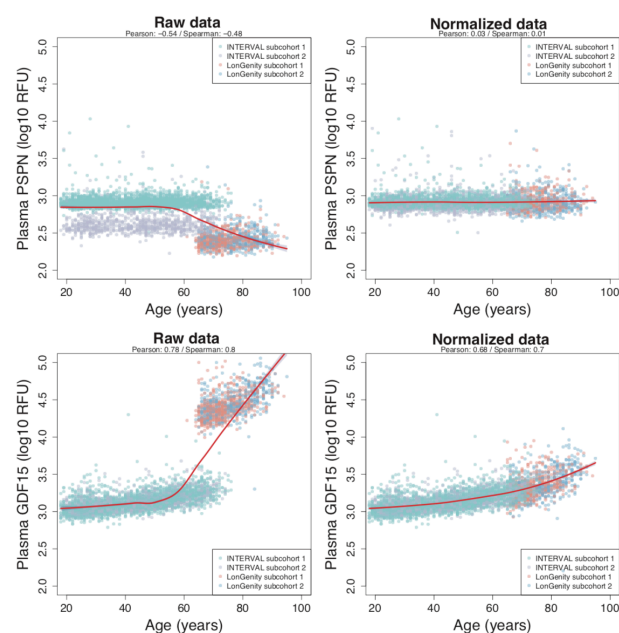 Raw data
Pearson: −0.54 / Spearman: −0.48
Plasma PSPN (log10 RFU)
5.0
4.5
4.0
3.5
3.0
2.5
2.0
INTERVAL subcohort 1
INTERVAL subcohort 2
LonGenity subcohort 1
LonGenity subcohort 2
20 40 60 80 100
Age (years)
Normalized data
Pearson: 0.03 / Spearman: 0.01
Plasma PSPN (log10 RFU)
5.0
4.5
4.0
3.5
3.0
2.5
2.0
INTERVAL subcohort 1
INTERVAL subcohort 2
LonGenity subcohort 1
LonGenity subcohort 2
20 40 60 80 100
Age (years)
Raw data
Pearson: 0.78 / Spearman: 0.8
Plasma GDF15 (log10 RFU)
5.0
4.5
4.0
3.5
3.0
2.5
2.0
INTERVAL subcohort 1
INTERVAL subcohort 2
LonGenity subcohort 1
LonGenity subcohort 2
20 40 60 80 100
Age (years)
Normalized data
Pearson: 0.68 / Spearman: 0.7
Plasma GDF15 (log10 RFU)
5.0
4.5
4.0
3.5
3.0
2.5
2.0
INTERVAL subcohort 1
INTERVAL subcohort 2
LonGenity subcohort 1
LonGenity subcohort 2
20 40 60 80 100
Age (years)